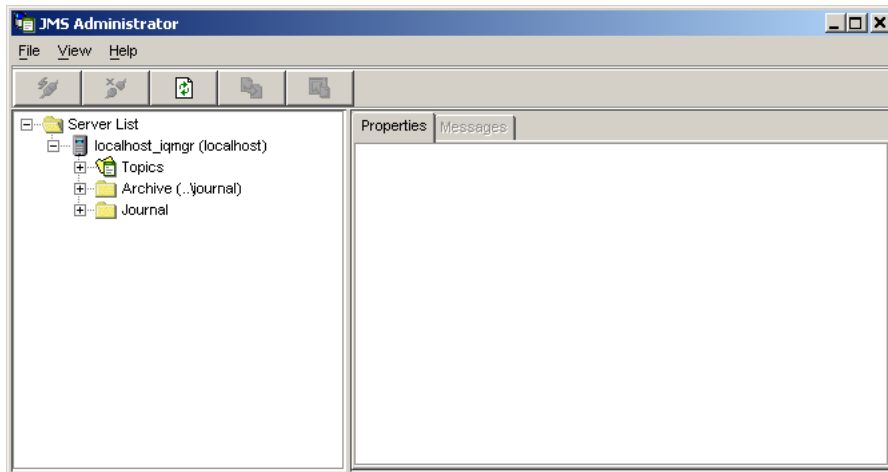 JMS Administrator
File View Help
Server List
localhost_iqmgr (localhost)
Topics
Archive (..\journal)
Journal
Properties Messages